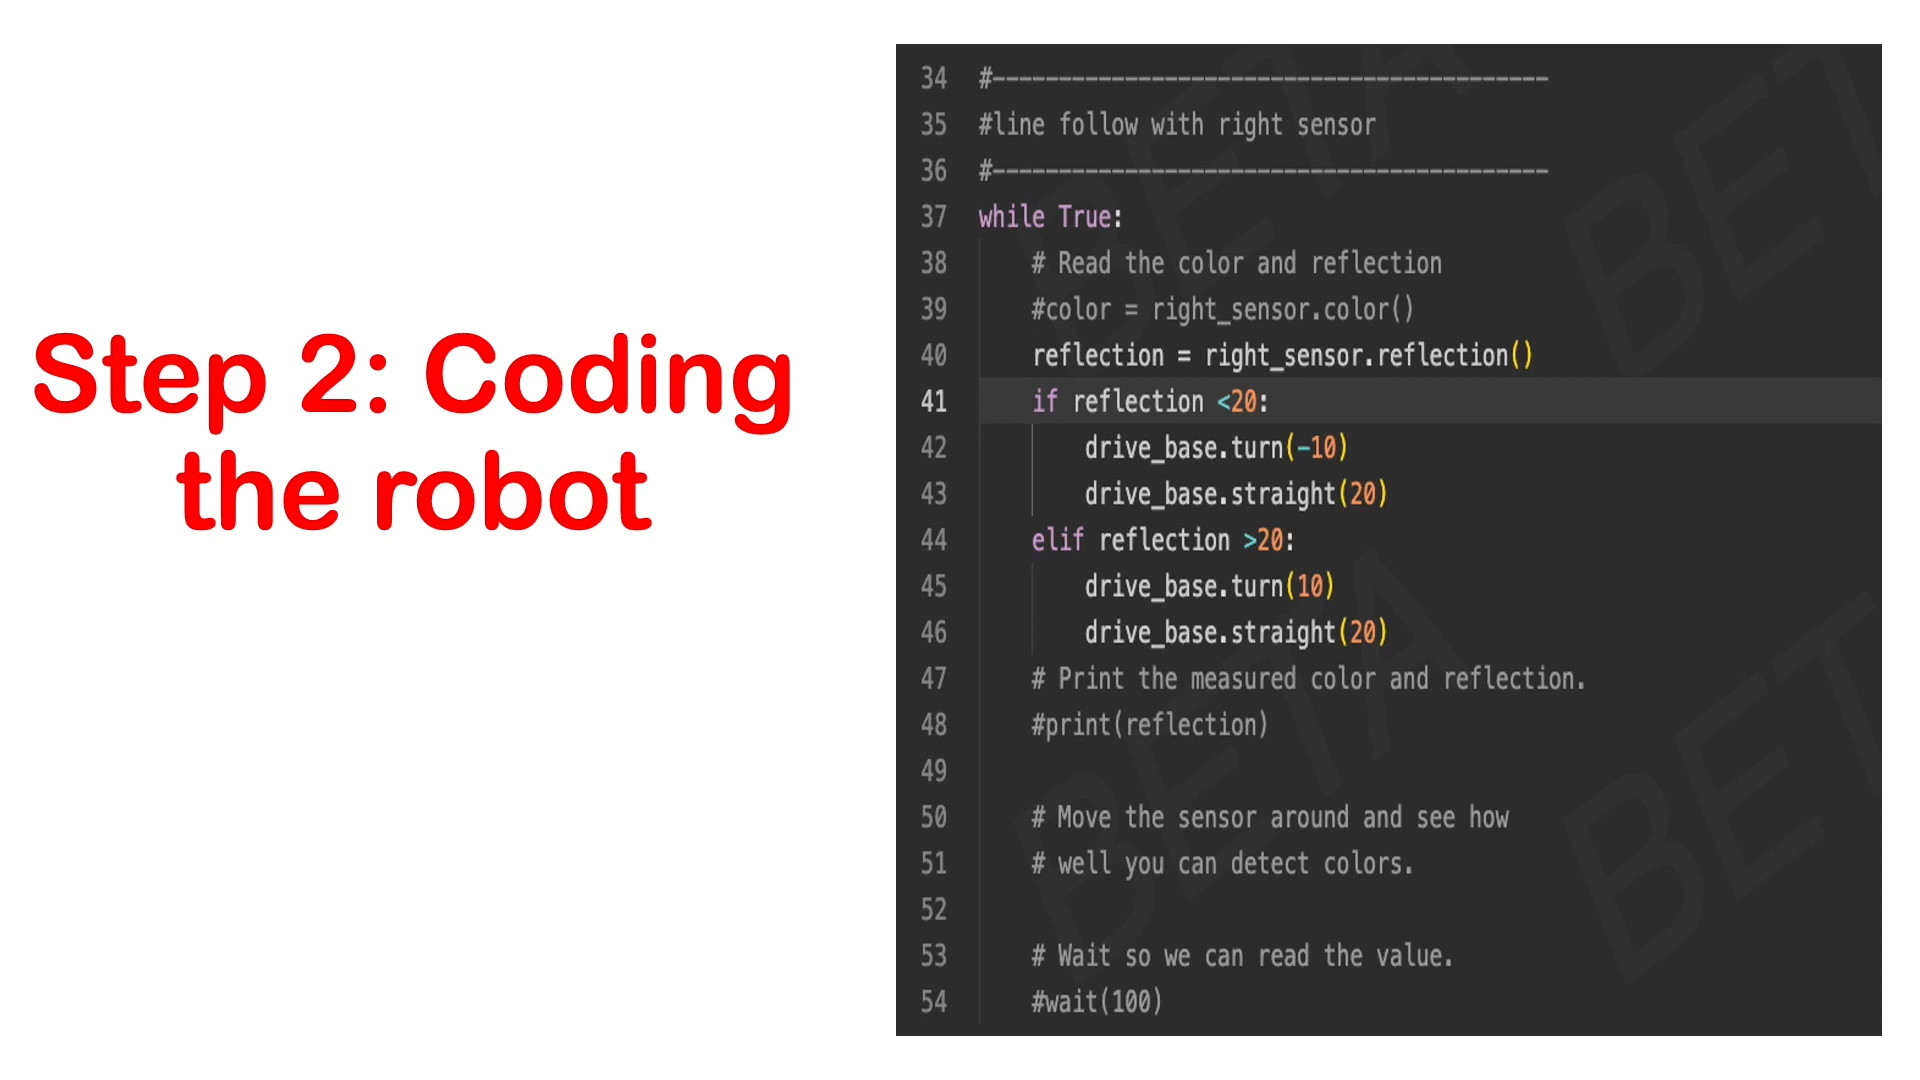 Step 2: Coding
the robot
34 #------------------------------------------
35 #line follow with right sensor
36 #------------------------------------------
37 while True:
38     # Read the color and reflection
39     #color = right_sensor.color()
40     reflection = right_sensor.reflection()
41     if reflection <20:
42         drive_base.turn(-10)
43         drive_base.straight(20)
44     elif reflection >20:
45         drive_base.turn(10)
46         drive_base.straight(20)
47     # Print the measured color and reflection.
48     #print(reflection)
49
50     # Move the sensor around and see how
51     # well you can detect colors.
52
53     # Wait so we can read the value.
54     #wait(100)
BETA
BET
BETA
BET